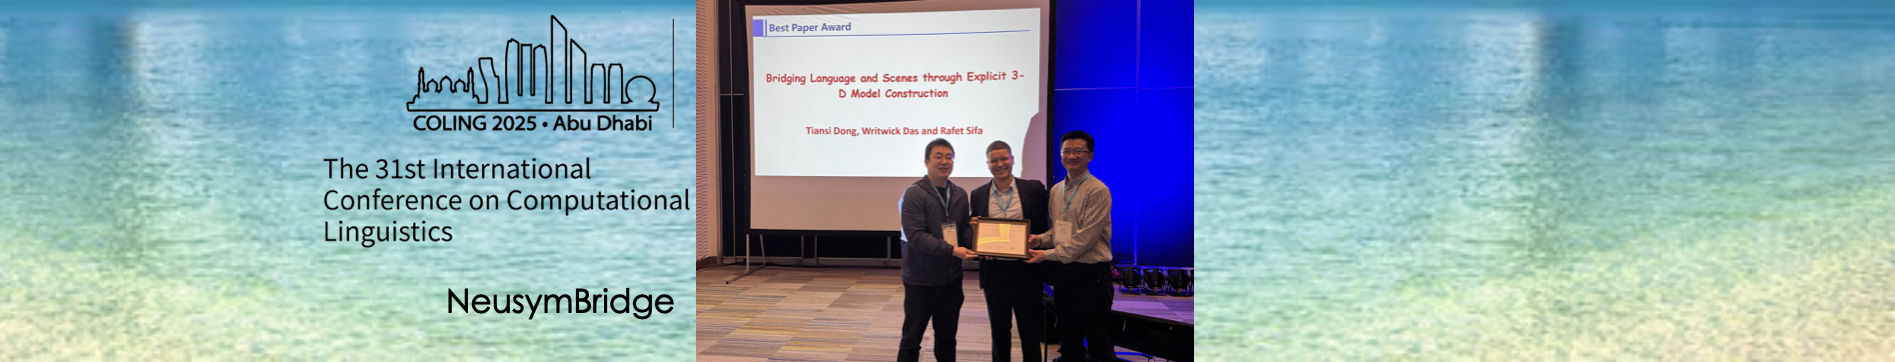 COLING 2025 • Abu Dhabi
The 31st International
Conference on Computational
Linguistics
NeusymBridge
Best Paper Award
Bridging Language and Scenes through Explicit 3-
D Model Construction
Tiansi Dong, Writwick Das and Rafet Sifa